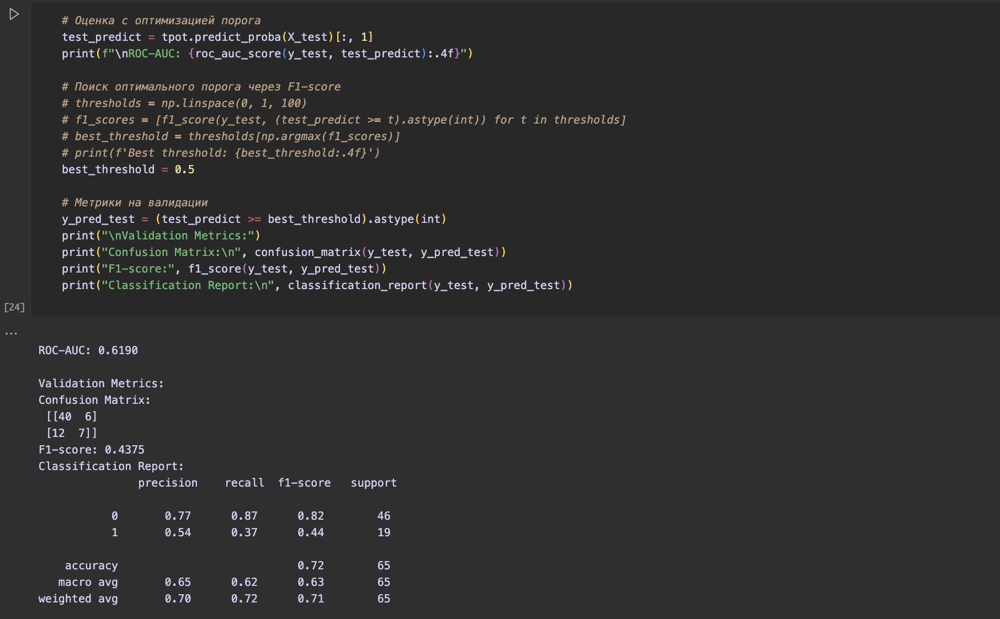 # Оценка с оптимизацией порога
test_predict = tpot.predict_proba(X_test)[:, 1]
print(f"\nROC-AUC: {roc_auc_score(y_test, test_predict):.4f}")
# Поиск оптимального порога через F1-score
# thresholds = np.linspace(0, 1, 100)
# f1_scores = [f1_score(y_test, (test_predict >= t).astype(int)) for t in thresholds]
# best_threshold = thresholds[np.argmax(f1_scores)]
# print(f'Best threshold: {best_threshold:.4f}')
best_threshold = 0.5
# Метрики на валидации
y_pred_test = (test_predict >= best_threshold).astype(int)
print("\nValidation Metrics:")
print("Confusion Matrix:\n", confusion_matrix(y_test, y_pred_test))
print("F1-score:", f1_score(y_test, y_pred_test))
print("Classification Report:\n", classification_report(y_test, y_pred_test))
[24]
...
ROC-AUC: 0.6190
Validation Metrics:
Confusion Matrix:
[[40  6]
[12  7]]
F1-score: 0.4375
Classification Report:
precision    recall  f1-score   support
0       0.77      0.87      0.82        46
1       0.54      0.37      0.44        19
accuracy                           0.72        65
macro avg       0.65      0.62      0.63        65
weighted avg       0.70      0.72      0.71        65